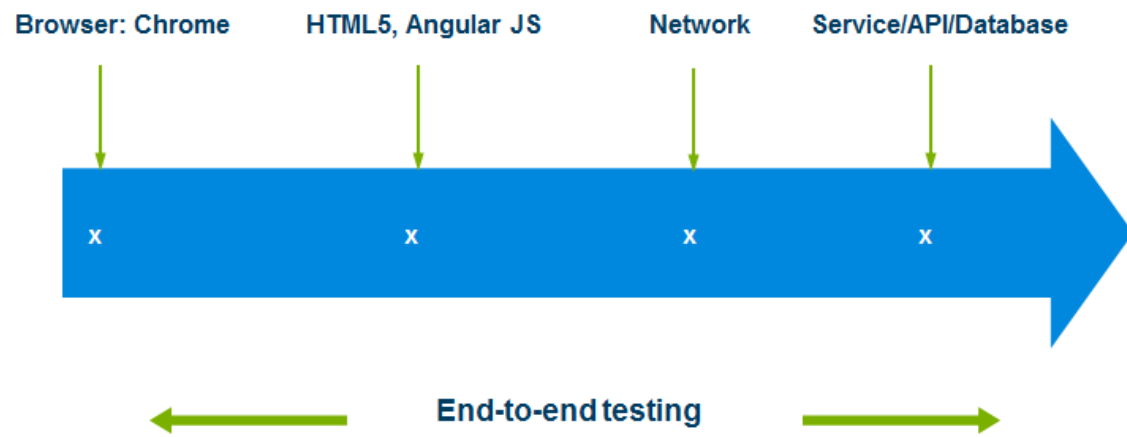 Browser: Chrome
HTML5, Angular JS
Network
Service/API/Database
x
x
x
x
End-to-end testing